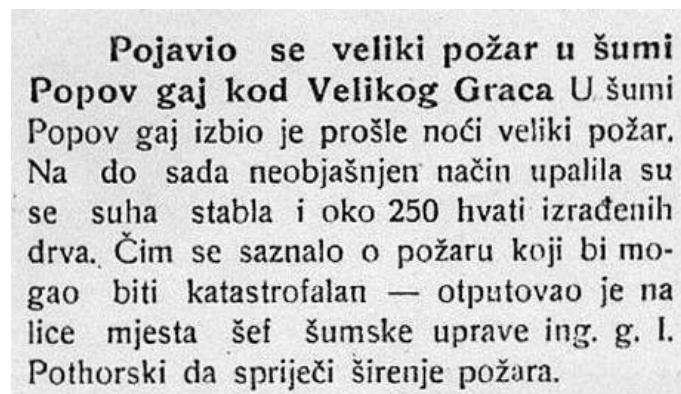 Pojavio se veliki požar u šumi
Popov gaj kod Velikog Graca U šumi
Popov gaj izbio je prošle noći veliki požar.
Na do sada neobjašnjen način upalila su
se suha stabla i oko 250 hvati izrađenih
drva. Čim se saznalo o požaru koji bi mo-
gao biti katastrofalan — otputovao je na
lice mjesta šef šumske uprave ing. g. I.
Pothorski da spriječi širenje požara.